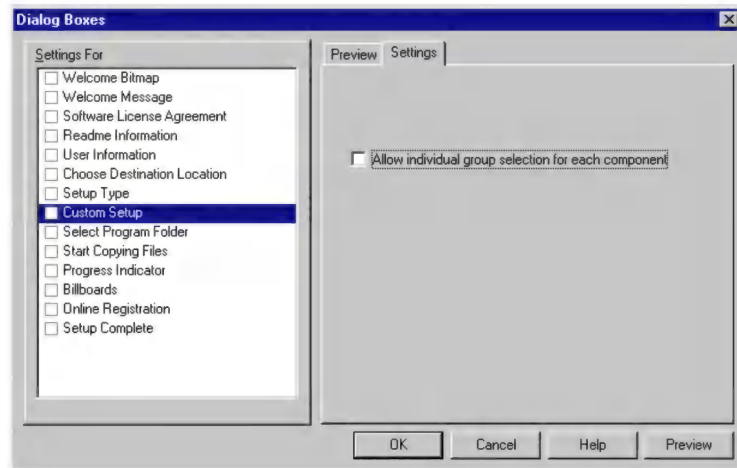 Dialog Boxes
Settings For
Welcome Bitmap
Welcome Message
Software License Agreement
Readme Information
User Information
Choose Destination Location
Setup Type
Custom Setup
Select Program Folder
Start Copying Files
Progress Indicator
Billboards
Online Registration
Setup Complete
Preview Settings
Allow individual group selection for each component
OK Cancel Help Preview